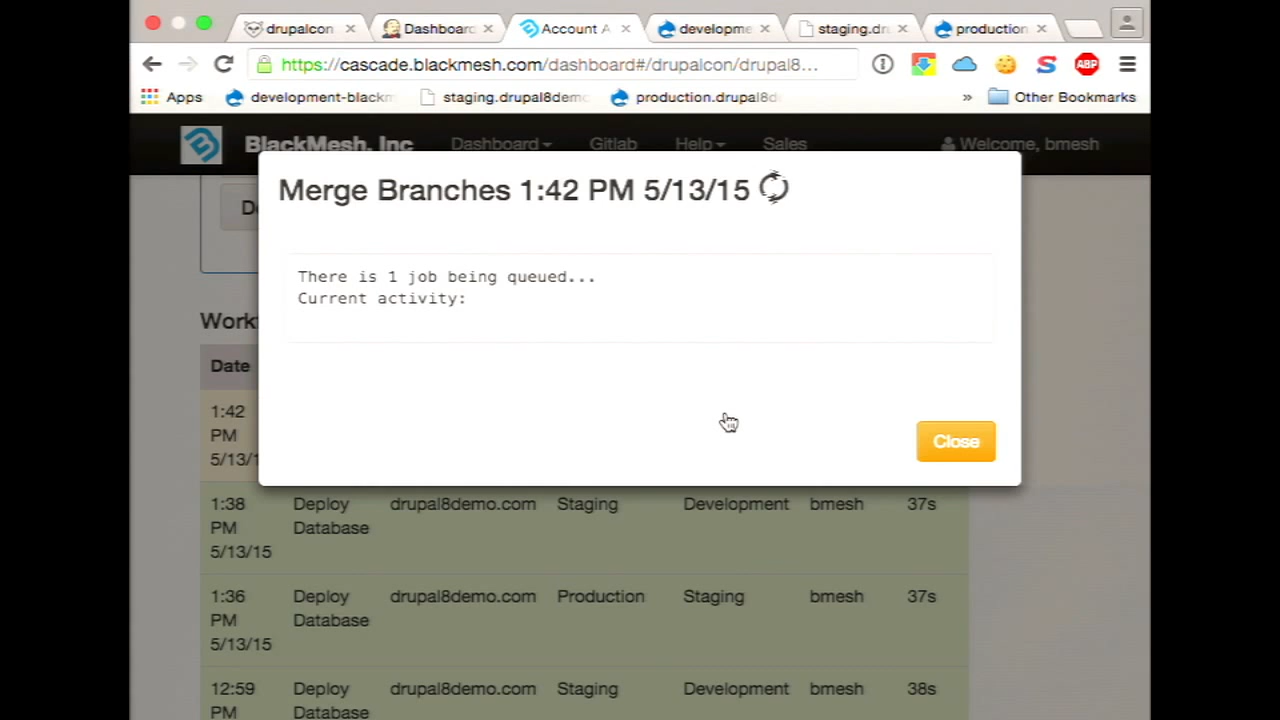 drupalcon
Dashboard
Account A
developme
staging.dr
production
https://cascade.blackmesh.com/dashboard#/drupalcon/drupal8...
ABP
Apps
development-blackm
staging.drupal8demo
production.drupal8d
»
Other Bookmarks
BlackMesh, Inc
Dashboard
Gitlab
Help
Sales
Welcome, bmesh
Merge Branches 1:42 PM 5/13/15
There is 1 job being queued...
Current activity:
Close
Date
1:42
PM
5/13/1
1:38 Deploy drupal8demo.com Staging Development bmesh 37s
PM Database
5/13/15
1:36 Deploy drupal8demo.com Production Staging bmesh 37s
PM Database
5/13/15
12:59 Deploy drupal8demo.com Staging Development bmesh 38s
PM Database